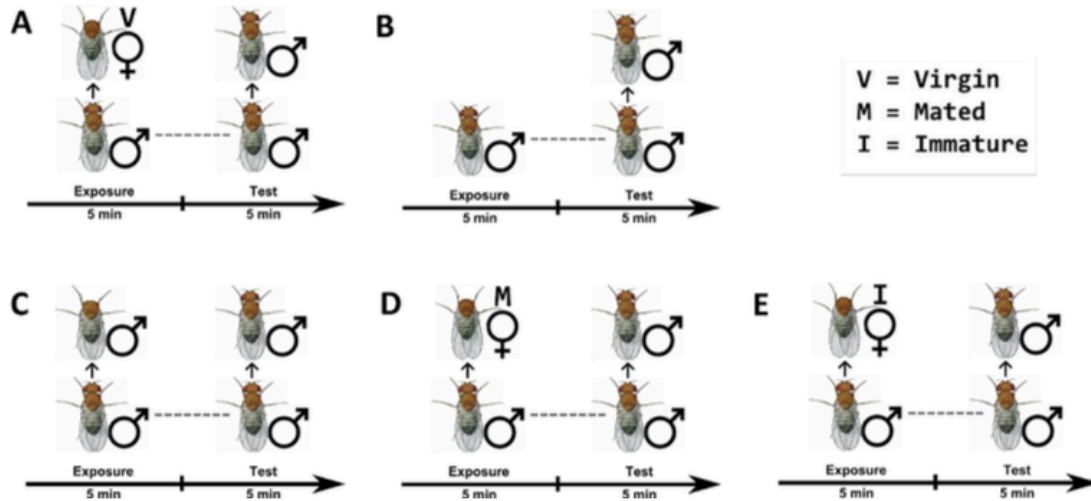 A
V
♀
♂
♂
♂
Exposure
Test
5 min
5 min
B
♂
♂
♂
Exposure
Test
5 min
5 min
V = Virgin
M = Mated
I = Immature
C
♂
♂
♂
♂
Exposure
Test
5 min
5 min
D
M
♀
♂
♂
♂
Exposure
Test
5 min
5 min
E
I
♀
♂
♂
♂
Exposure
Test
5 min
5 min